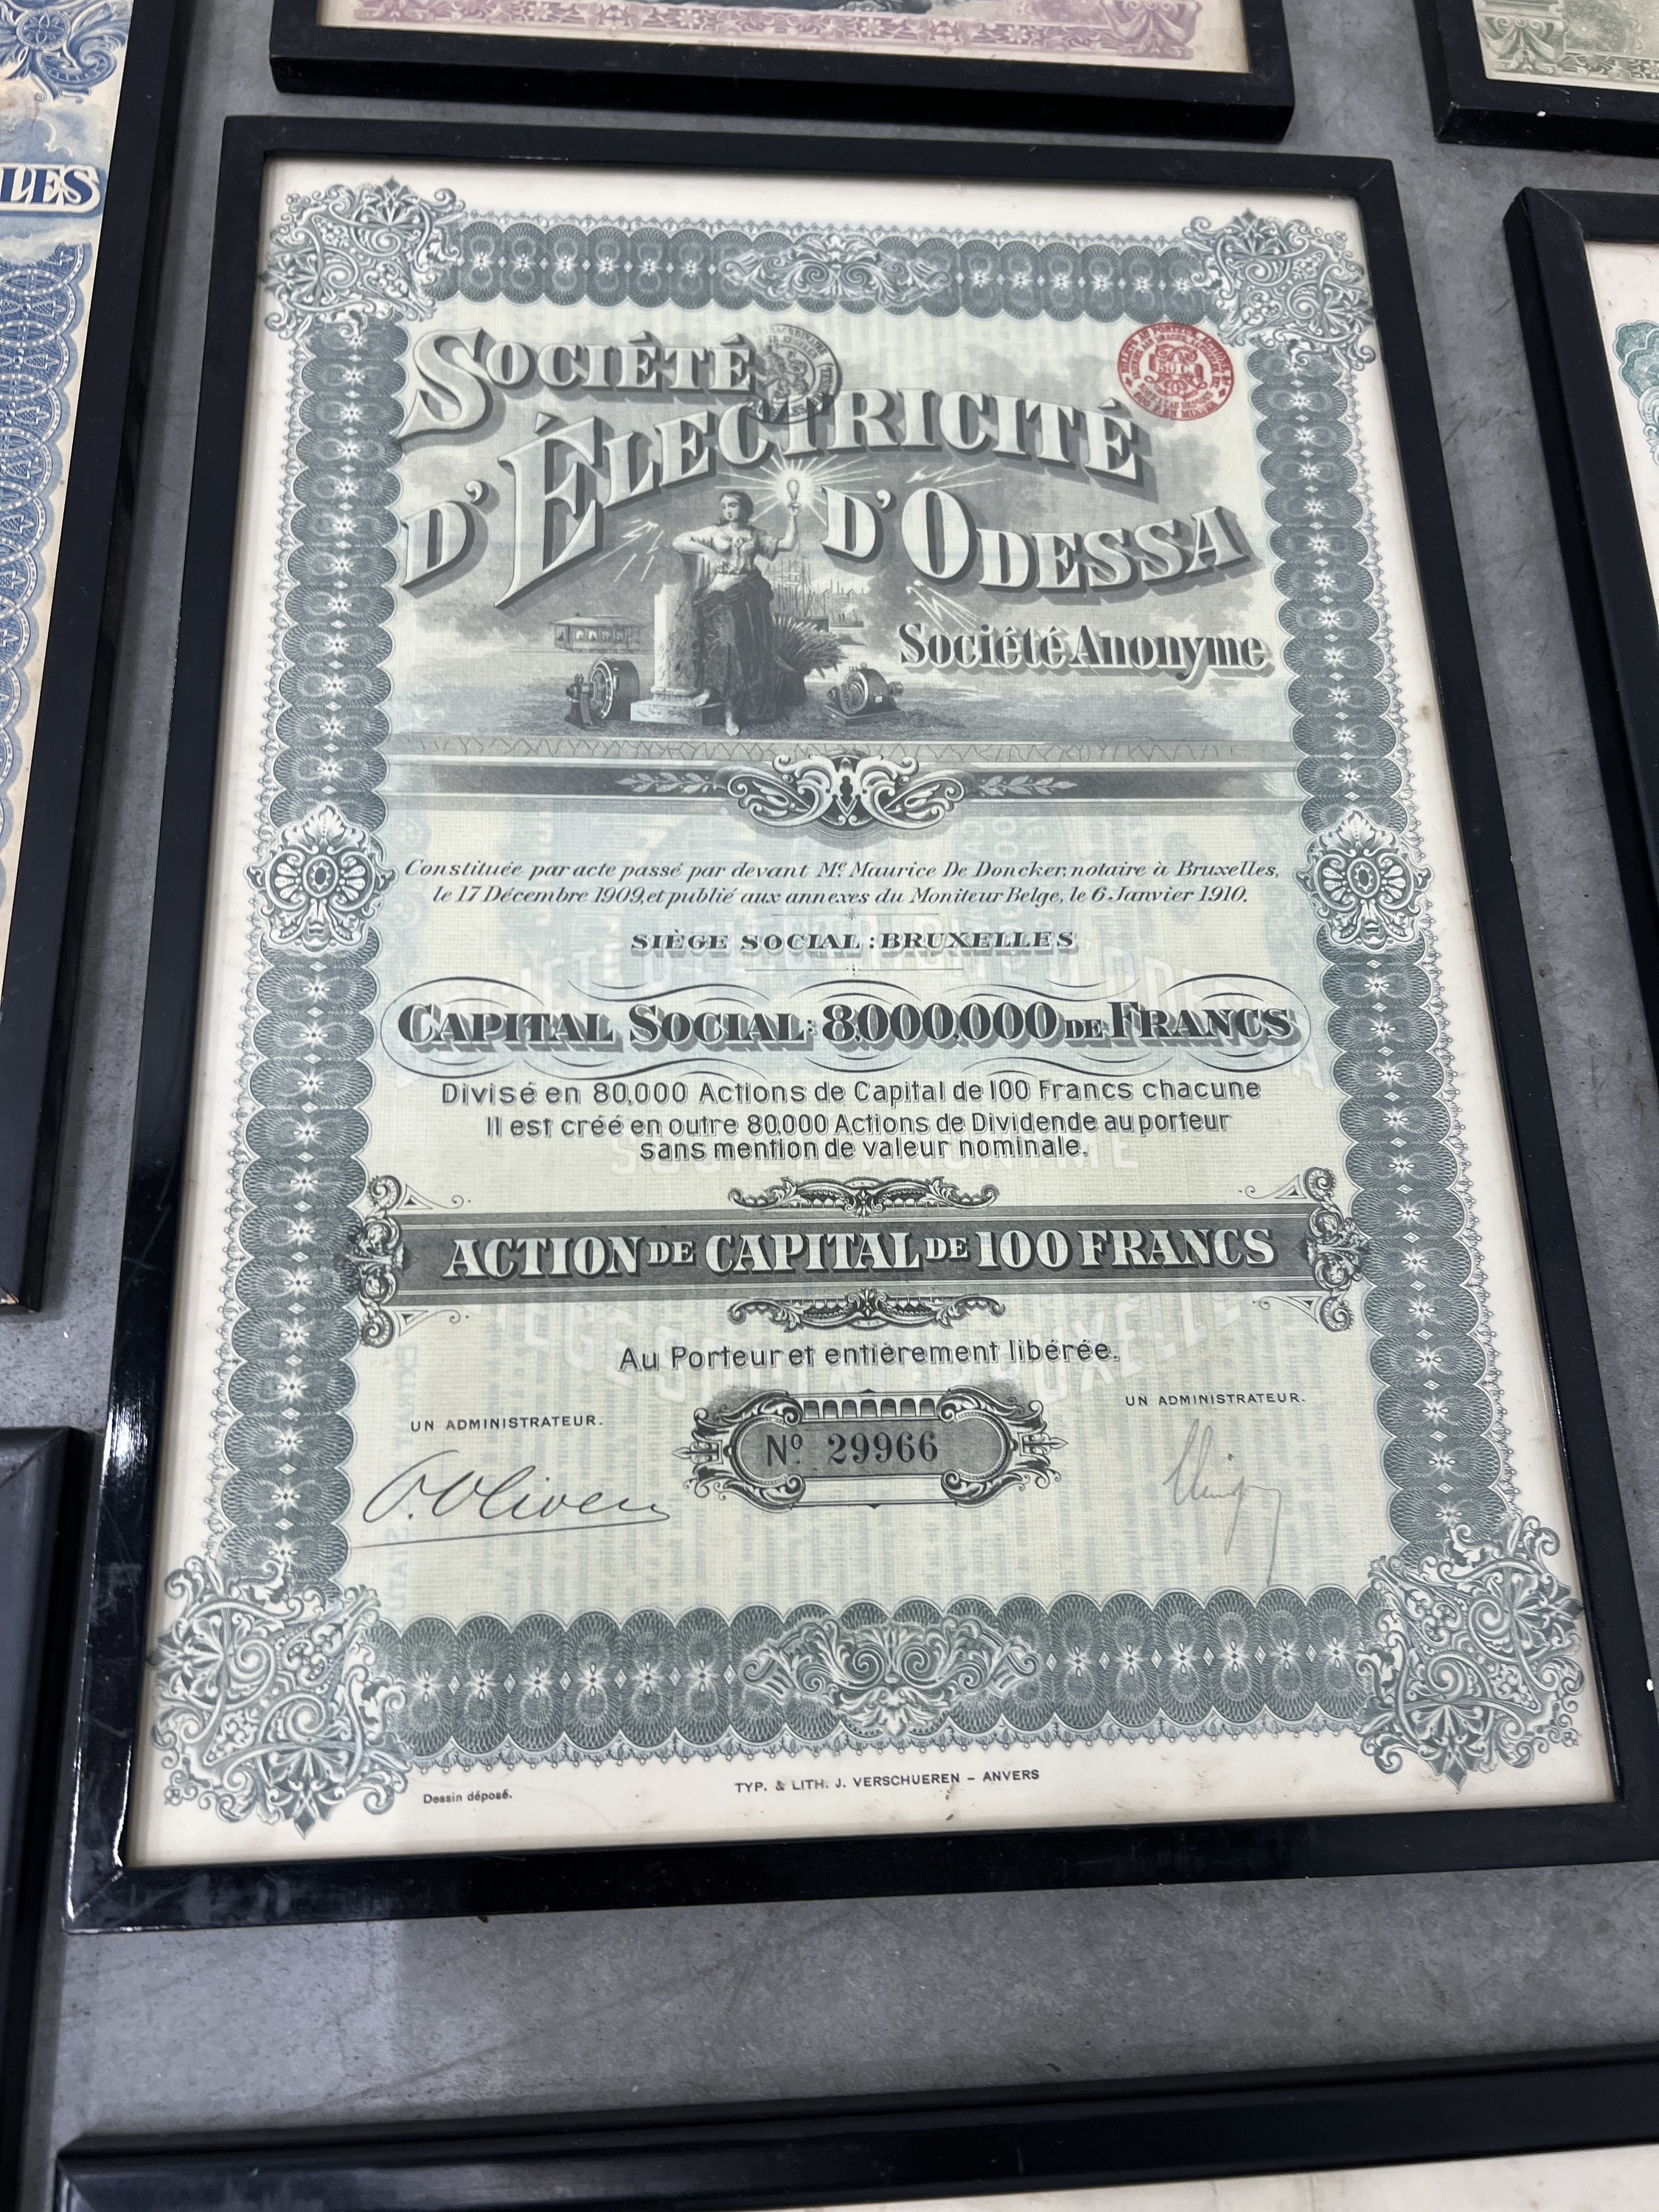 LES
SOCIÉTÉ
D'ÉLECTRICITÉ
D'ODESSA
Société Anonyme
50 C.
Constituée par acte passé par devant Me Maurice De Doncker, notaire à Bruxelles,
le 17 Décembre 1909, et publié aux annexes du Moniteur Belge, le 6 Janvier 1910.
SIÈGE SOCIAL : BRUXELLES
CAPITAL SOCIAL : 8.000.000 DE FRANCS
Divisé en 80,000 Actions de Capital de 100 Francs chacune
Il est créé en outre 80,000 Actions de Dividende au porteur
sans mention de valeur nominale.
ACTION DE CAPITAL DE 100 FRANCS
Au Porteur et entièrement libérée.
UN ADMINISTRATEUR.
UN ADMINISTRATEUR.
Nº 29966
Dessin déposé.
TYP. & LITH. J. VERSCHUEREN - ANVERS